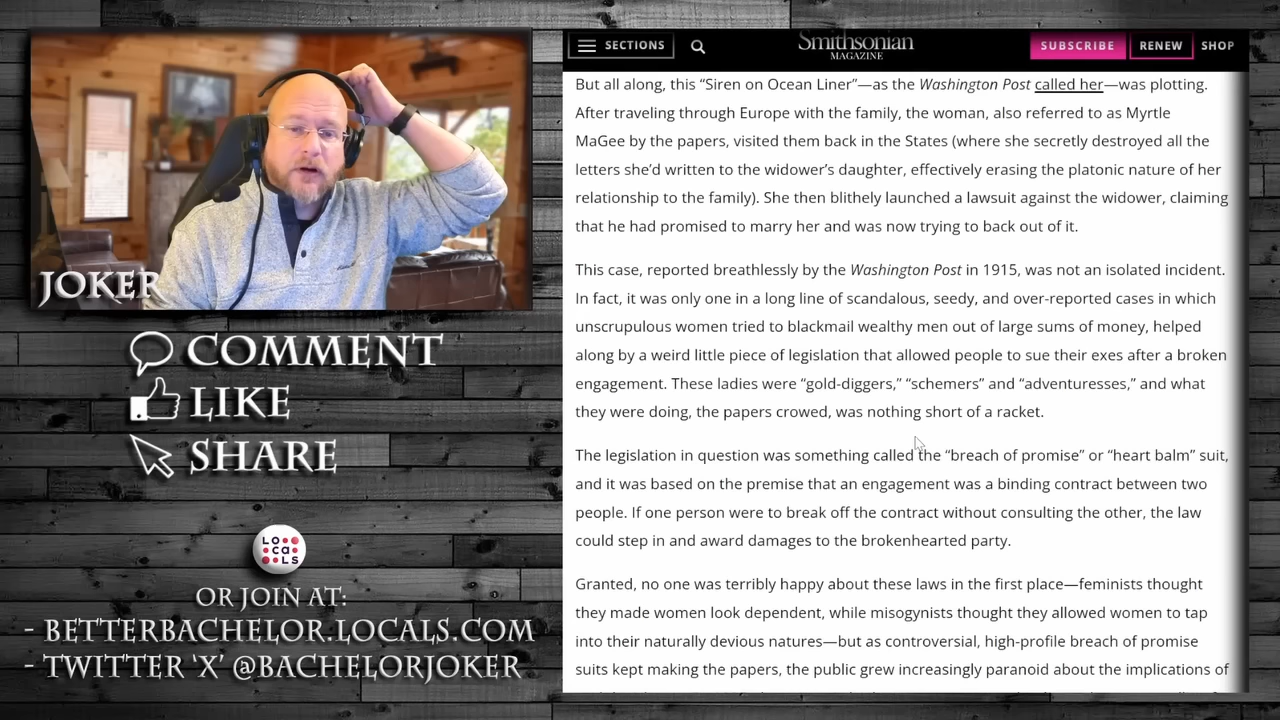 JOKER
COMMENT
LIKE
SHARE
LOCALS
OR JOIN AT:
- BETTERBACHELOR.LOCALS.COM
- TWITTER 'X' @BACHELORJOKER
SECTIONS
Smithsonian
MAGAZINE
SUBSCRIBE
RENEW
SHOP
But all along, this “Siren on Ocean Liner”—as the Washington Post called her—was plotting.
After traveling through Europe with the family, the woman, also referred to as Myrtle
MaGee by the papers, visited them back in the States (where she secretly destroyed all the
letters she’d written to the widower’s daughter, effectively erasing the platonic nature of her
relationship to the family). She then blithely launched a lawsuit against the widower, claiming
that he had promised to marry her and was now trying to back out of it.
This case, reported breathlessly by the Washington Post in 1915, was not an isolated incident.
In fact, it was only one in a long line of scandalous, seedy, and over-reported cases in which
unscrupulous women tried to blackmail wealthy men out of large sums of money, helped
along by a weird little piece of legislation that allowed people to sue their exes after a broken
engagement. These ladies were “gold-diggers,” “schemers” and “adventuresses,” and what
they were doing, the papers crowed, was nothing short of a racket.
The legislation in question was something called the “breach of promise” or “heart balm” suit,
and it was based on the premise that an engagement was a binding contract between two
people. If one person were to break off the contract without consulting the other, the law
could step in and award damages to the brokenhearted party.
Granted, no one was terribly happy about these laws in the first place—feminists thought
they made women look dependent, while misogynists thought they allowed women to tap
into their naturally devious natures—but as controversial, high-profile breach of promise
suits kept making the papers, the public grew increasingly paranoid about the implications of